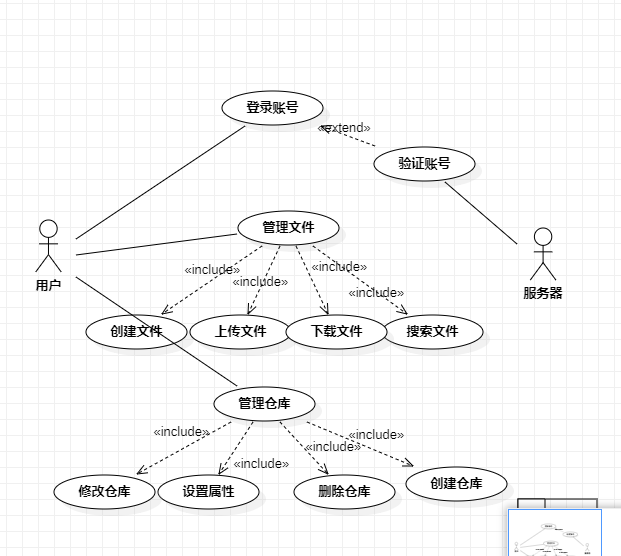 登录账号
«extend»
验证账号
管理文件
«include»
«include»
«include»
«include»
用户
服务器
创建文件
上传文件
下载文件
搜索文件
管理仓库
«include»
«include»
«include»
«include»
修改仓库
设置属性
删除仓库
创建仓库